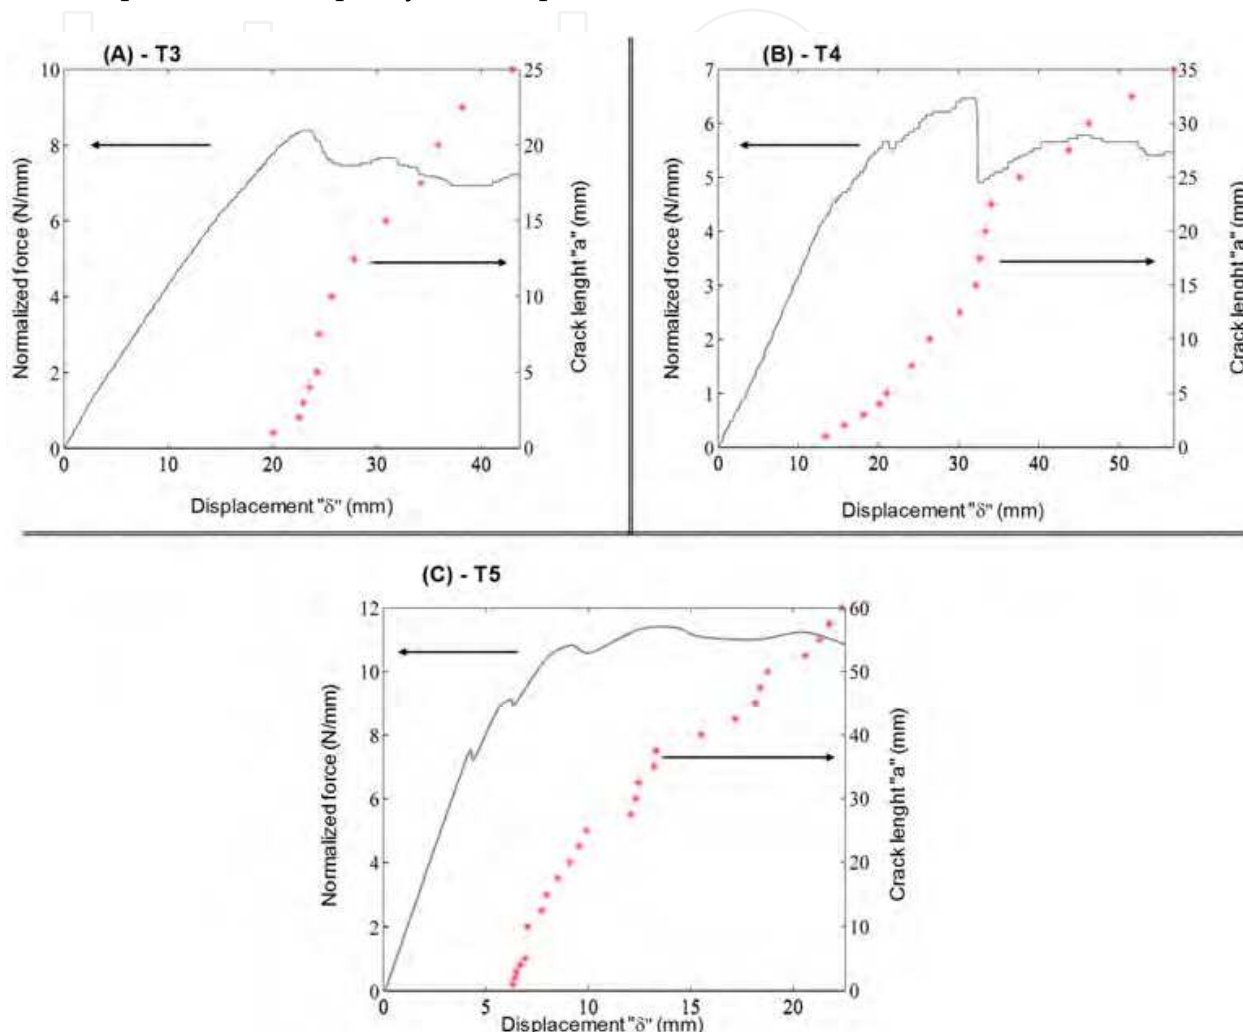 (A) - T3
10
8
6
4
2
0
25
20
15
10
5
0
0 10 20 30 40
Normalized force (N/mm)
Crack lenght "a" (mm)
Displacement "δ" (mm)
(B) - T4
7
6
5
4
3
2
1
0
35
30
25
20
15
10
5
0
0 10 20 30 40 50
Normalized force (N/mm)
Crack lenght "a" (mm)
Displacement "δ" (mm)
(C) - T5
12
10
8
6
4
2
0
60
50
40
30
20
10
0
0 5 10 15 20
Normalized force (N/mm)
Crack lenght "a" (mm)
Displacement "δ" (mm)